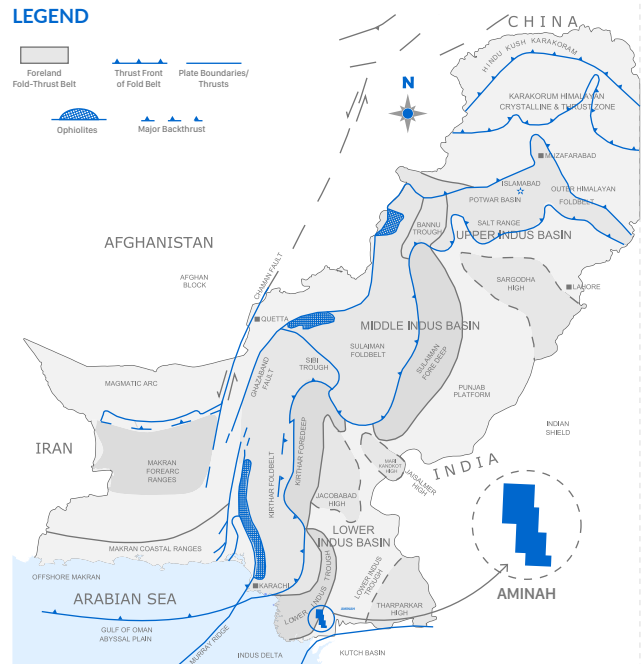 LEGEND
Foreland
Fold-Thrust Belt
Thrust Front
of Fold Belt
Plate Boundaries/
Thrusts
Ophiolites
Major Backthrust
N
CHINA
HINDU KUSH KARAKORAM
KARAKORUM HIMALAYAN
CRYSTALLINE & THRUST ZONE
MUZAFARABAD
ISLAMABAD
POTWAR BASIN
OUTER HIMALAYAN
FOLDBELT
SALT RANGE
BANNU
TROUGH
UPPER INDUS BASIN
AFGHANISTAN
AFGHAN
BLOCK
CHAMAN FAULT
SARGODHA
HIGH
LAHORE
QUETTA
MIDDLE INDUS BASIN
SULAIMAN
FOLDBELT
SULAIMAN
FORE DEEP
SIBI
TROUGH
GHAZABAND
FAULT
PUNJAB
PLATFORM
MAGMATIC ARC
INDIAN
SHIELD
IRAN
MAKRAN
FOREARC
RANGES
KIRTHAR FOLDBELT
KIRTHAR FOREDEEP
MARI
KANDKOT
HIGH
JAISALMER
HIGH
INDIA
JACOBABAD
HIGH
LOWER
INDUS BASIN
MAKRAN COASTAL RANGES
OFFSHORE MAKRAN
KARACHI
LOWER INDUS TROUGH
LOWER INDUS
TROUGH
THARPARKAR
HIGH
AMINAH
ARABIAN SEA
GULF OF OMAN
ABYSSAL PLAIN
MURRAY RIDGE
INDUS DELTA
KUTCH BASIN